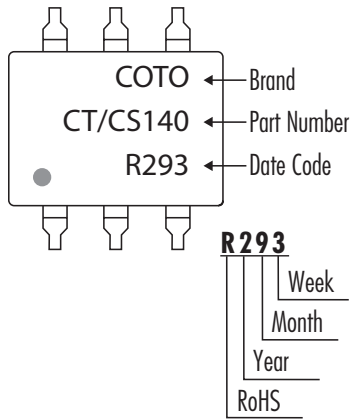 COTO
Brand
CT/CS140
Part Number
R293
Date Code
R293
Week
Month
Year
RoHS